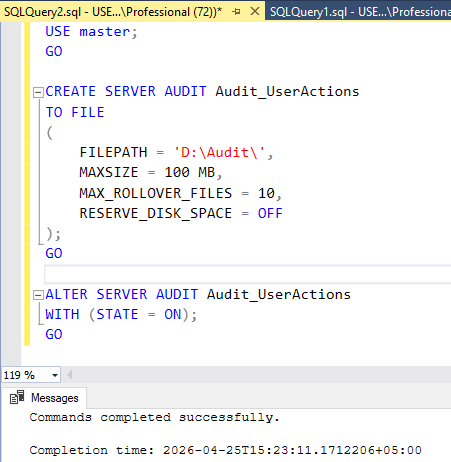 SQLQuery2.sql - USE...\Professional (72))*
SQLQuery1.sql - USE...\Professiona
USE master;
GO
CREATE SERVER AUDIT Audit_UserActions
TO FILE
(
    FILEPATH = 'D:\Audit\',
    MAXSIZE = 100 MB,
    MAX_ROLLOVER_FILES = 10,
    RESERVE_DISK_SPACE = OFF
);
GO
ALTER SERVER AUDIT Audit_UserActions
WITH (STATE = ON);
GO
119 %
Messages
Commands completed successfully.
Completion time: 2026-04-25T15:23:11.1712206+05:00